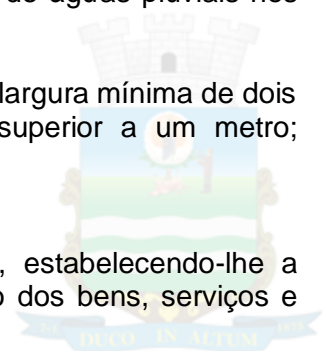 de águas pluviais nos
largura mínima de dois
superior a um metro;
, estabelecendo-lhe a
o dos bens, serviços e
DUCO IN ALTUM